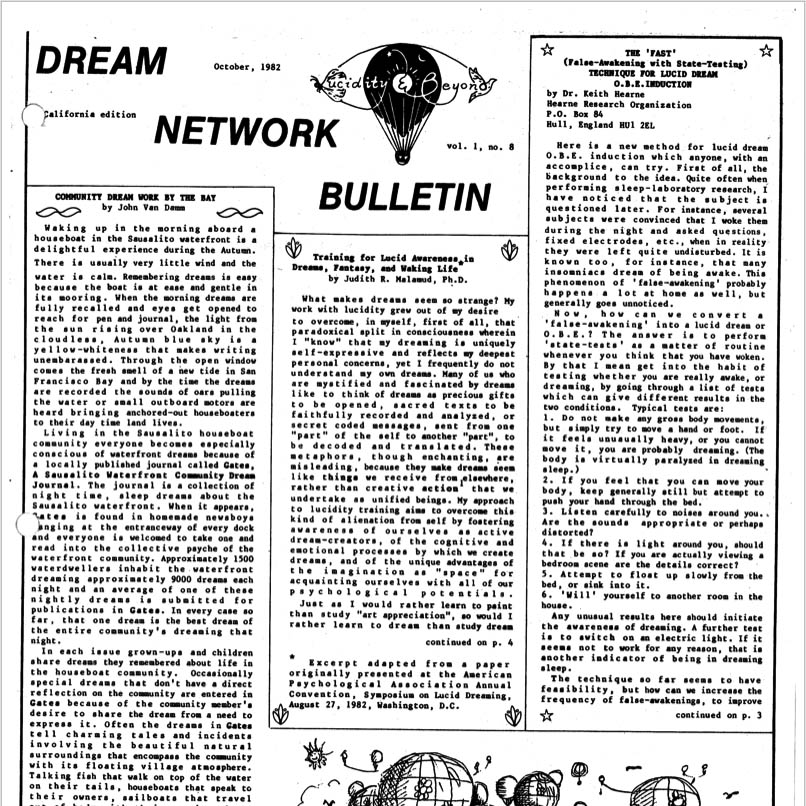 DREAM
October, 1982
Lucidity & Beyond
California edition
NETWORK
vol. 1, no. 8
BULLETIN
COMMUNITY DREAM WORK BY THE BAY
by John Van Damm
Waking up in the morning aboard a
houseboat in the Sausalito waterfront is a
delightful experience during the Autumn.
There is usually very little wind and the
water is calm. Remembering dreams is easy
because the boat is at ease and gentle in
its mooring. When the morning dreams are
fully recalled and eyes get opened to
reach for pen and journal, the light from
the sun rising over Oakland in the
cloudless, Autumn blue sky is a
yellow-whiteness that makes writing
unembarassed. Through the open window
comes the fresh smell of a new tide in San
Francisco Bay and by the time the dreams
are recorded the sounds of oars pulling
the water or small outboard motors are
heard bringing anchored-out houseboaters
to their day time land lives.
Living in the Sausalito houseboat
community everyone becomes especially
conscious of waterfront dreams because of
a locally published journal called Gates,
A Sausalito Waterfront Community Dream
Journal. The journal is a collection of
night time, sleep dreams about the
Sausalito waterfront. When it appears,
Gates is found in homemade newsboys
hanging at the entranceway of every dock
and everyone is welcomed to take one and
read into the collective psyche of the
waterfront community. Approximately 1500
waterdwellers inhabit the waterfront
dreaming approximately 9000 dreams each
night and an average of one of these
nightly dreams is submitted for
publications in Gates. In every case so
far, that one dream is the best dream of
the entire community's dreaming that
night.
In each issue grown-ups and children
share dreams they remembered about life in
the houseboat community. Occasionally
special dreams that don't have a direct
reflection on the community are entered in
Gates because of the community member's
desire to share the dream from a need to
express it. Often the dreams in Gates
tell charming tales and incidents
involving the beautiful natural
surroundings that encompass the community
with its floating village atmosphere.
Talking fish that walk on top of the water
on their tails, houseboats that speak to
their owners, sailboats that travel
Training for Lucid Awareness in
Dreams, Fantasy, and Waking Life*
by Judith R. Malamud, Ph.D.
What makes dreams seem so strange? My
work with lucidity grew out of my desire
to overcome, in myself, first of all, that
paradoxical split in consciousness wherein
I "know" that my dreaming is uniquely
self-expressive and reflects my deepest
personal concerns, yet I frequently do not
understand my own dreams. Many of us who
are mystified and fascinated by dreams
like to think of dreams as precious gifts
to be opened, sacred texts to be
faithfully recorded and analyzed, or
secret coded messages, sent from one
"part" of the self to another "part", to
be decoded and translated. These
metaphors, though enchanting, are
misleading, because they make dreams seem
like things we receive from elsewhere,
rather than creative action that we
undertake as unified beings. My approach
to lucidity training aims to overcome this
kind of alienation from self by fostering
awareness of ourselves as active
dream-creators, of the cognitive and
emotional processes by which we create
dreams, and of the unique advantages of
the imagination as "space" for
acquainting ourselves with all of our
psychological potentials.
Just as I would rather learn to paint
than study "art appreciation", so would I
rather learn to dream than study dream
continued on p. 4
*
Excerpt adapted from a paper
originally presented at the American
Psychological Association Annual
Convention, Symposium on Lucid Dreaming,
August 27, 1982, Washington, D.C.
THE 'FAST'
(False-Awakening with State-Testing)
TECHNIQUE FOR LUCID DREAM
O.B.E.INDUCTION
by Dr. Keith Hearne
Hearne Research Organization
P.O. Box 84
Hull, England HU1 2EL
Here is a new method for lucid dream
O.B.E. induction which anyone, with an
accomplice, can try. First of all, the
background to the idea. Quite often when
performing sleep-laboratory research, I
have noticed that the subject is
questioned later. For instance, several
subjects were convinced that I woke them
during the night and asked questions,
fixed electrodes, etc., when in reality
they were left quite undisturbed. It is
known too, for instance, that many
insomniacs dream of being awake. This
phenomenon of 'false-awakening' probably
happens a lot at home as well, but
generally goes unnoticed.
Now, how can we convert a
'false-awakening' into a lucid dream or
O.B.E.? The answer is to perform
'state-tests' as a matter of routine
whenever you think that you have woken.
By that I mean get into the habit of
testing whether you are really awake, or
dreaming, by going through a list of tests
which can give different results in the
two conditions. Typical tests are:
1. Do not make any gross body movements,
but simply try to move a hand or foot. If
it feels unusually heavy, or you cannot
move it, you are probably dreaming. (The
body is virtually paralyzed in dreaming
sleep.)
2. If you feel that you can move your
body, keep generally still but attempt to
push your hand through the bed.
3. Listen carefully to noises around you..
Are the sounds appropriate or perhaps
distorted?
4. If there is light around you, should
that be so? If you are actually viewing a
bedroom scene are the details correct?
5. Attempt to float up slowly from the
bed, or sink into it.
6. 'Will' yourself to another room in the
house.
Any unusual results here should initiate
the awareness of dreaming. A further test
is to switch on an electric light. If it
seems not to work for any reason, that is
another indicator of being in dreaming
sleep.
The technique so far seems to have
feasibility, but how can we increase the
frequency of false-awakenings, to improve
continued on p. 3